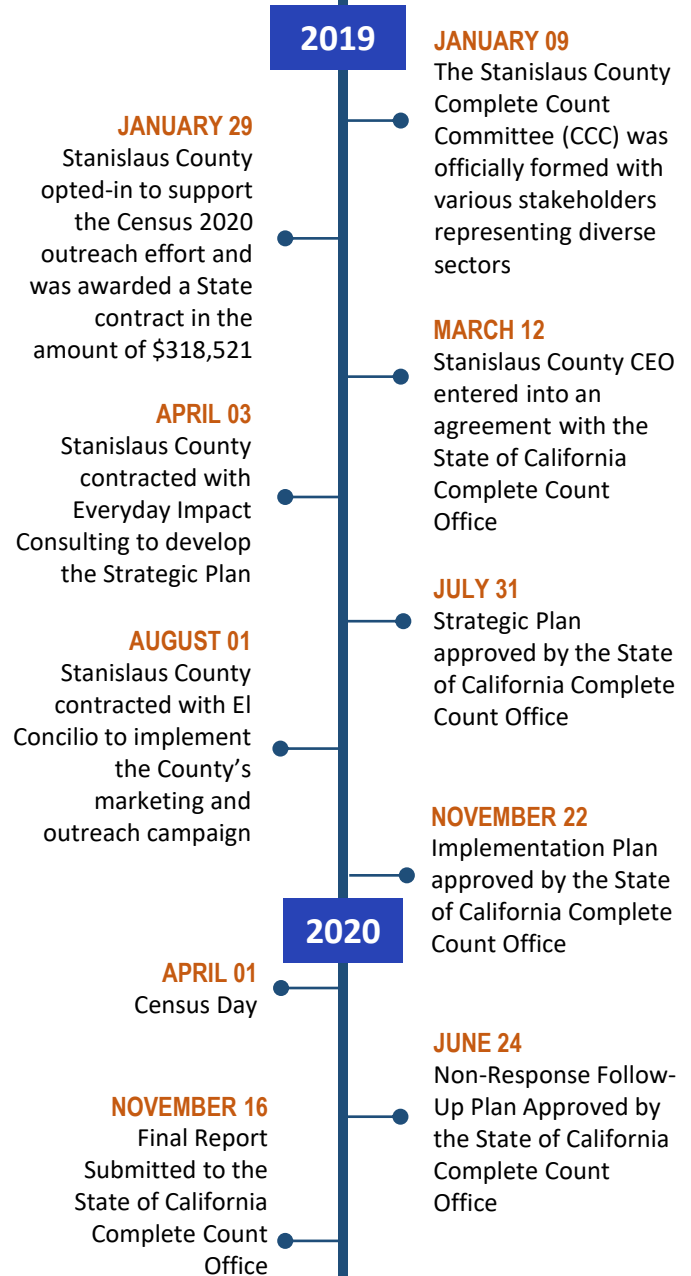 2019
JANUARY 09
The Stanislaus County
Complete Count
Committee (CCC) was
officially formed with
various stakeholders
representing diverse
sectors
JANUARY 29
Stanislaus County
opted-in to support
the Census 2020
outreach effort and
was awarded a State
contract in the
amount of $318,521
MARCH 12
Stanislaus County CEO
entered into an
agreement with the
State of California
Complete Count
Office
APRIL 03
Stanislaus County
contracted with
Everyday Impact
Consulting to develop
the Strategic Plan
JULY 31
Strategic Plan
approved by the State
of California Complete
Count Office
AUGUST 01
Stanislaus County
contracted with El
Concilio to implement
the County’s
marketing and
outreach campaign
NOVEMBER 22
Implementation Plan
approved by the State
of California Complete
Count Office
2020
APRIL 01
Census Day
JUNE 24
Non-Response Follow-
Up Plan Approved by
the State of California
Complete Count
Office
NOVEMBER 16
Final Report
Submitted to the
State of California
Complete Count
Office